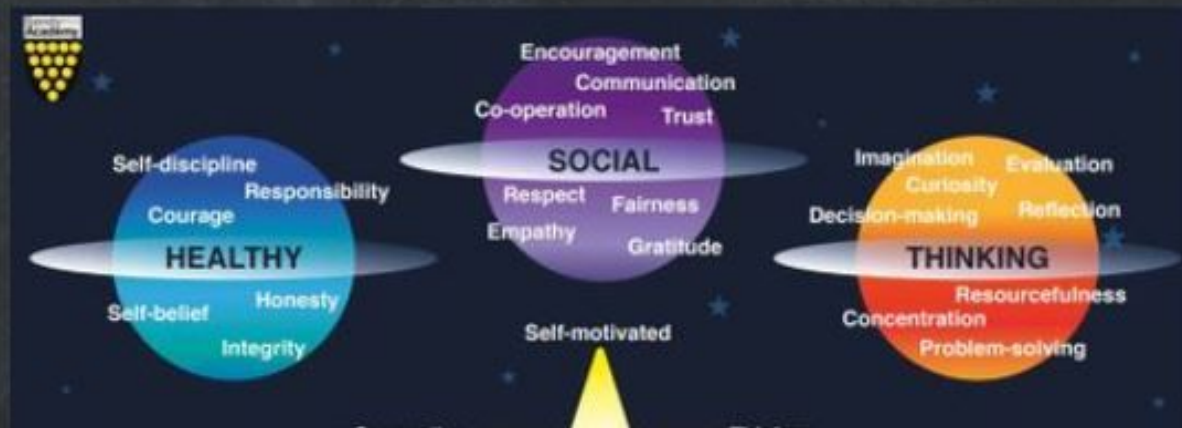 Academy
Encouragement
Communication
Co-operation
Trust
SOCIAL
Respect
Fairness
Empathy
Gratitude
Self-discipline
Responsibility
Courage
HEALTHY
Self-belief
Honesty
Integrity
Imagination
Evaluation
Curiosity
Decision-making
Reflection
THINKING
Resourcefulness
Concentration
Problem-solving
Self-motivated